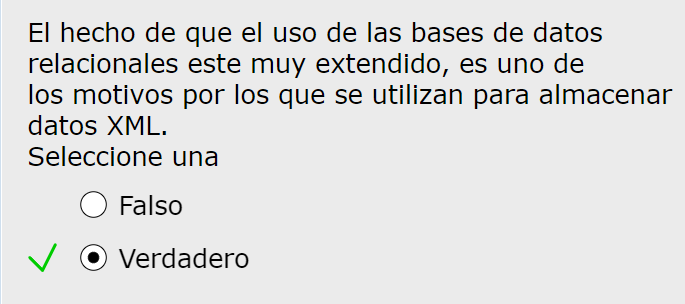 El hecho de que el uso de las bases de datos
relacionales este muy extendido, es uno de
los motivos por los que se utilizan para almacenar
datos XML.
Seleccione una
Falso
Verdadero